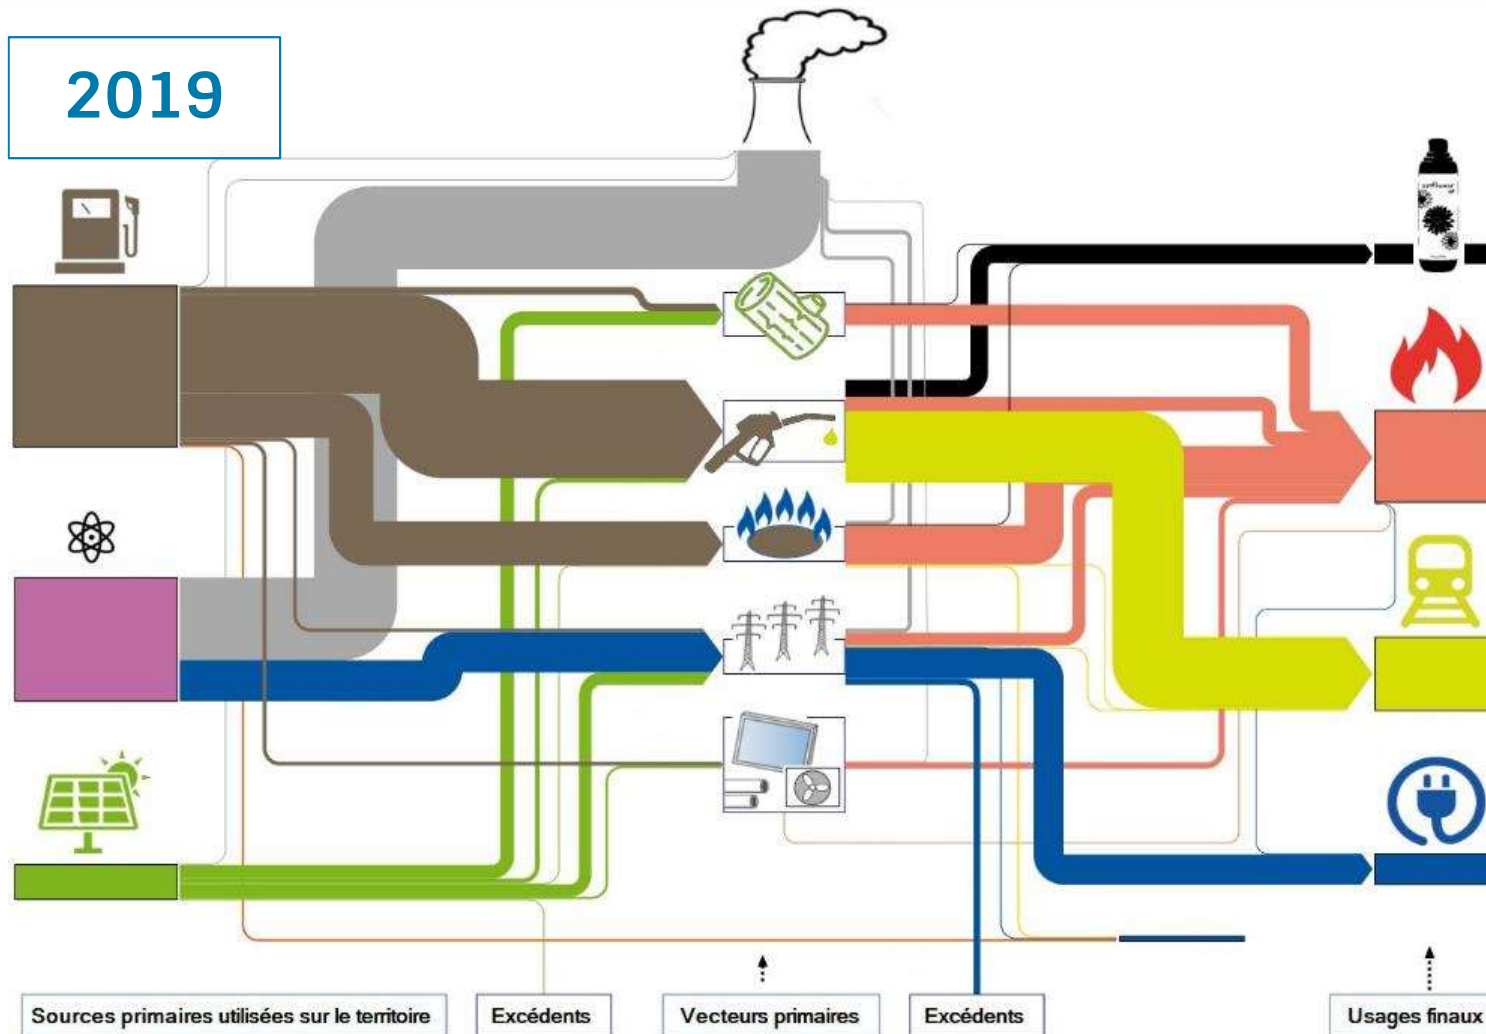 2019
Sources primaires utilisées sur le territoire
Excédents
Vecteurs primaires
Excédents
Usages finaux